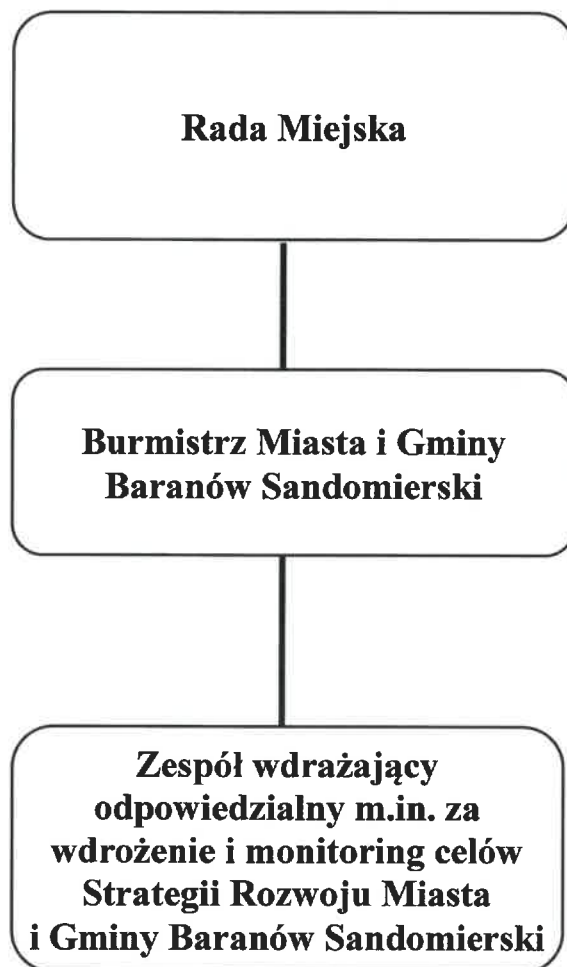 Rada Miejska
Burmistrz Miasta i Gminy
Baranów Sandomierski
Zespół wdrażający
odpowiedzialny m.in. za
wdrożenie i monitoring celów
Strategii Rozwoju Miasta
i Gminy Baranów Sandomierski